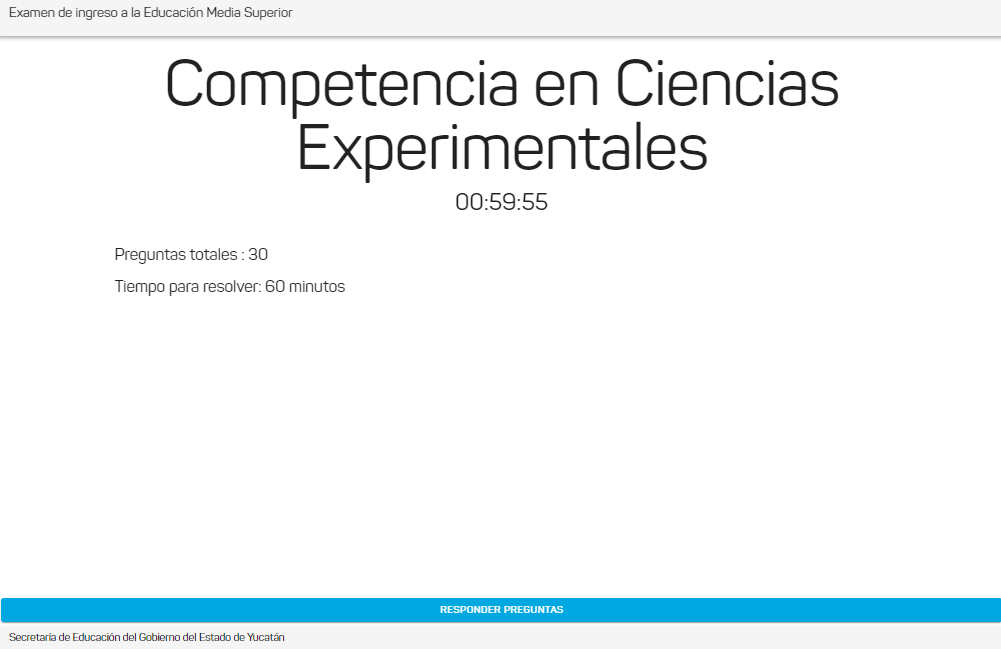 Examen de ingreso a la Educación Media Superior
Competencia en Ciencias
Experimentales
00:59:55
Preguntas totales : 30
Tiempo para resolver: 60 minutos
RESPONDER PREGUNTAS
Secretaría de Educación del Gobierno del Estado de Yucatán